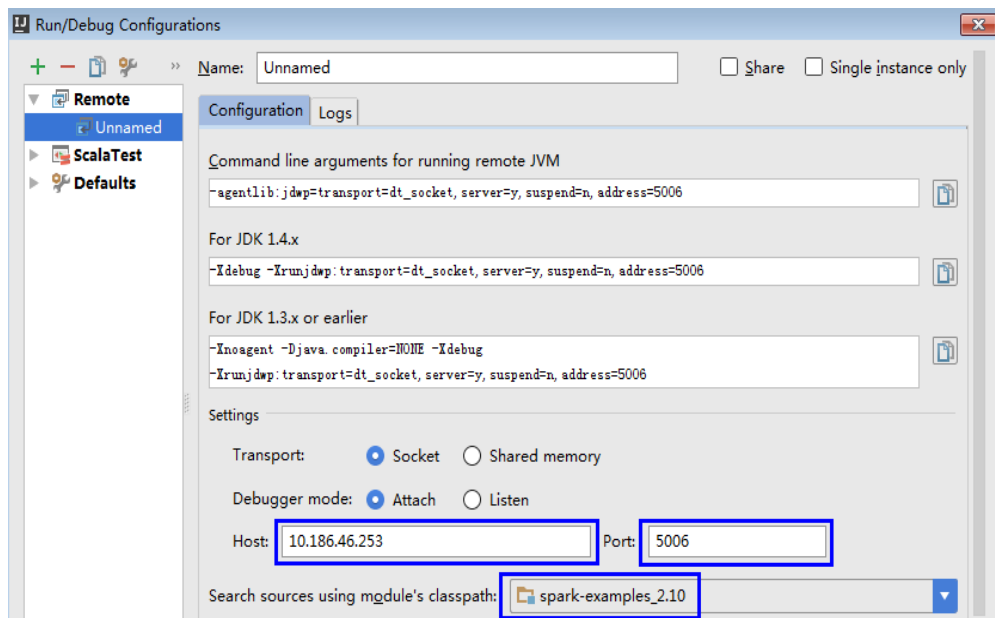 Run/Debug Configurations
Name: Unnamed Share Single instance only
Remote
Unnamed
ScalaTest
Defaults
Configuration Logs
Command line arguments for running remote JVM
-agentlib:jdwp=transport=dt_socket, server=y, suspend=n, address=5006
For JDK 1.4.x
-Xdebug -Xrunjdwp:transport=dt_socket, server=y, suspend=n, address=5006
For JDK 1.3.x or earlier
-Xnoagent -Djava.compiler=NONE -Xdebug
-Xrunjdwp:transport=dt_socket, server=y, suspend=n, address=5006
Settings
Transport: Socket Shared memory
Debugger mode: Attach Listen
Host: 10.186.46.253 Port: 5006
Search sources using module's classpath: spark-examples_2.10